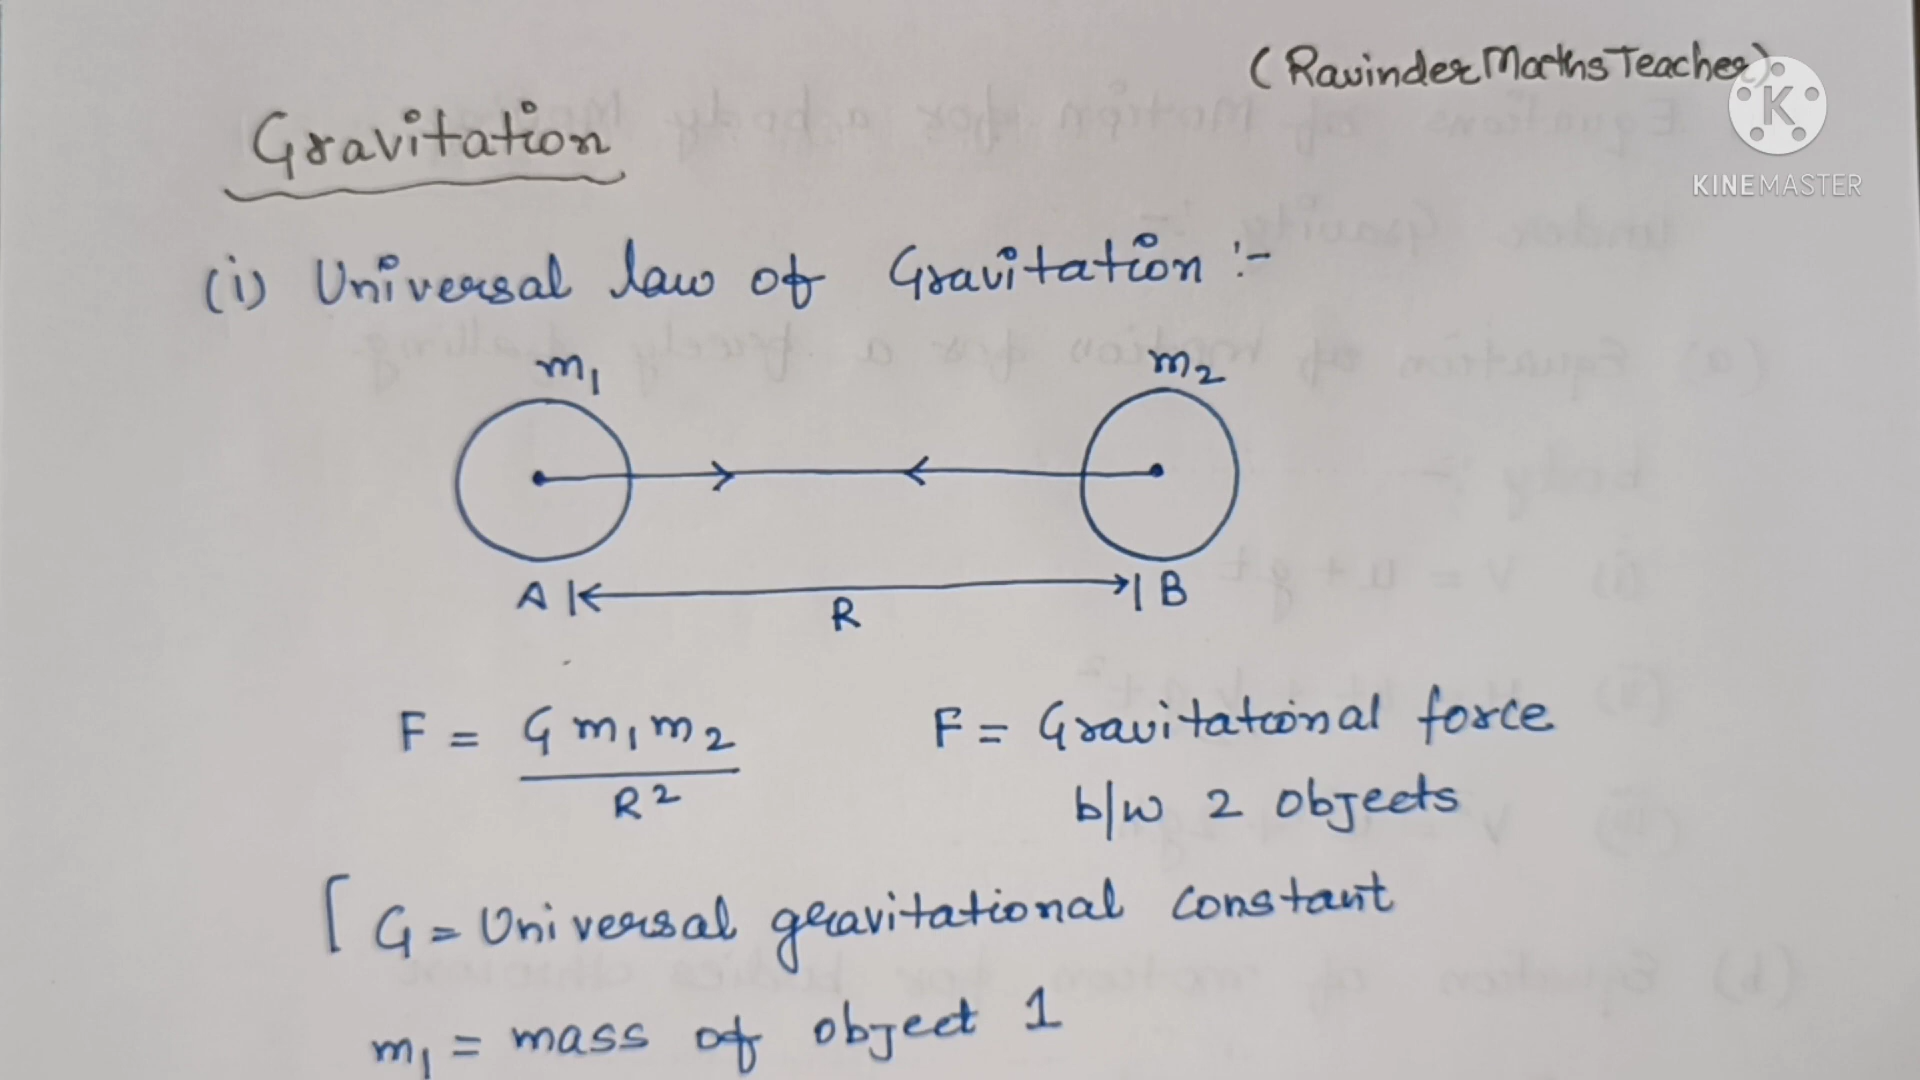 (Ravinder Maths Teacher)
K
KINEMASTER
Gravitation
(i) Universal law of Gravitation :-
m₁ m₂
A B
R
F = G m₁ m₂ / R²
F = Gravitational force
b/w 2 objects
[ G = Universal gravitational constant
m₁ = mass of object 1